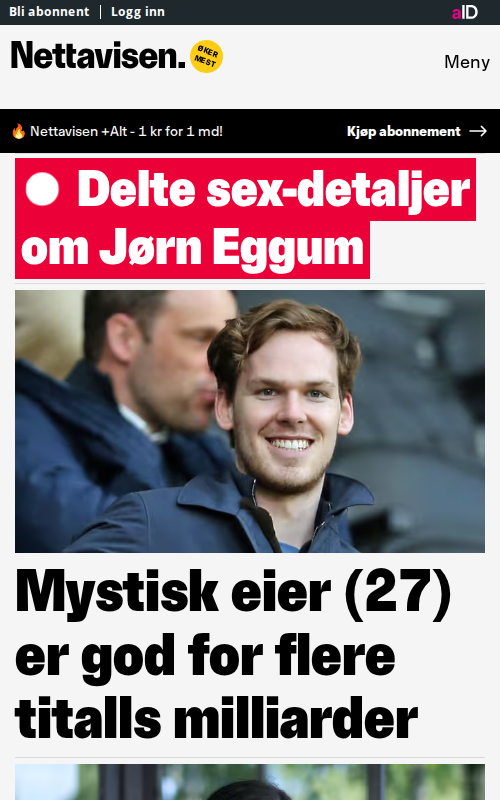 Bli abonnent | Logg inn
aID
Nettavisen.
ØKER
MEST
Meny
Nettavisen +Alt - 1 kr for 1 md!
Kjøp abonnement
Delte sex-detaljer
om Jørn Eggum
Mystisk eier (27)
er god for flere
titalls milliarder